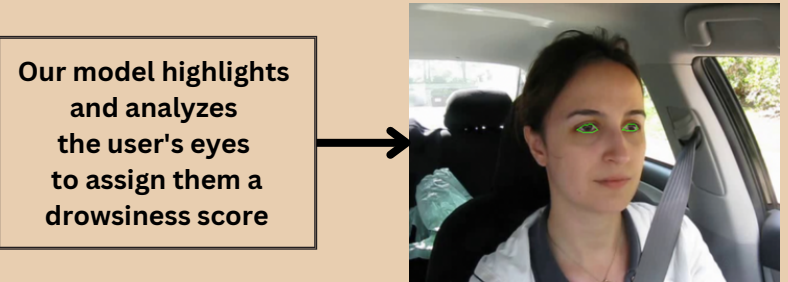 Our model highlights
and analyzes
the user's eyes
to assign them a
drowsiness score